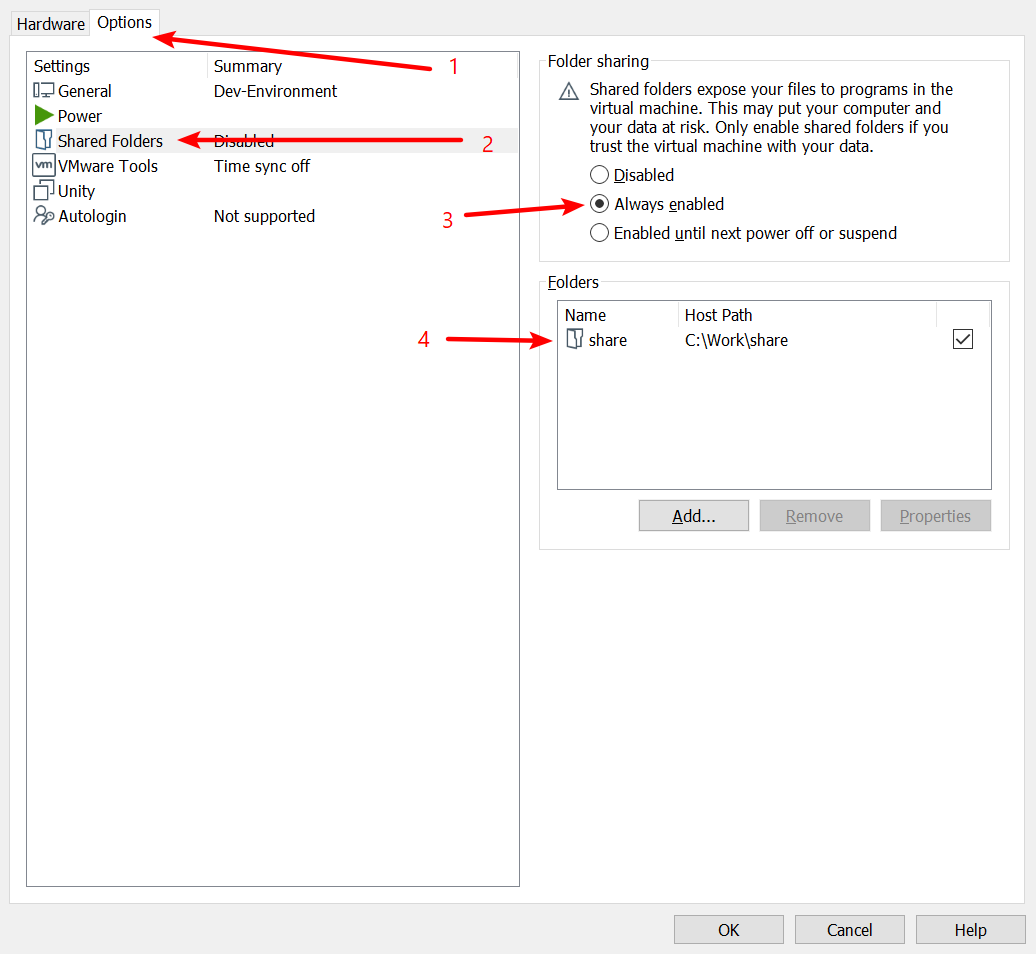 Hardware Options
1
Settings Summary
General Dev-Environment
Power
Shared Folders Disabled
2
vm VMware Tools Time sync off
Unity
Autologin Not supported
Folder sharing
Shared folders expose your files to programs in the
virtual machine. This may put your computer and
your data at risk. Only enable shared folders if you
trust the virtual machine with your data.
Disabled
3
Always enabled
Enabled until next power off or suspend
Folders
Name Host Path
4
share C:\Work\share
Add... Remove Properties
OK Cancel Help